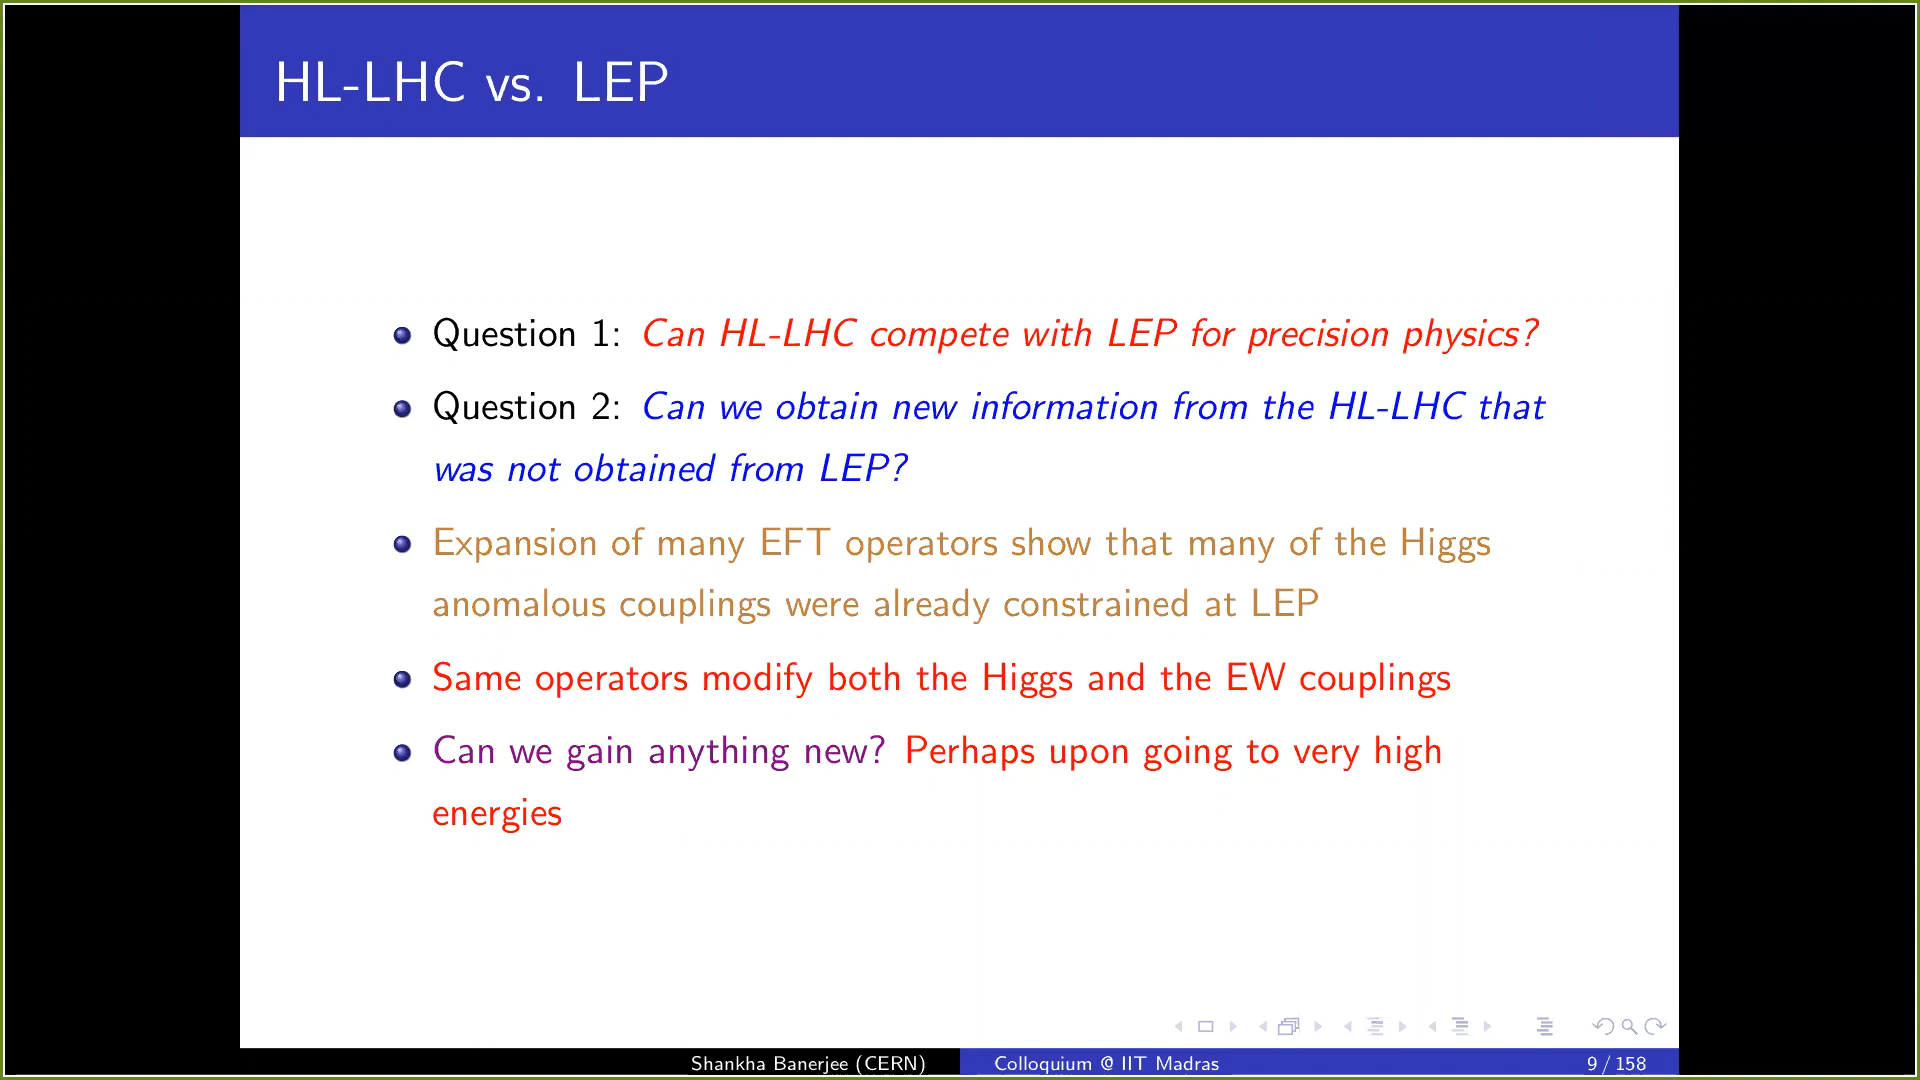 HL-LHC vs. LEP
Question 1: Can HL-LHC compete with LEP for precision physics?
Question 2: Can we obtain new information from the HL-LHC that
was not obtained from LEP?
Expansion of many EFT operators show that many of the Higgs
anomalous couplings were already constrained at LEP
Same operators modify both the Higgs and the EW couplings
Can we gain anything new? Perhaps upon going to very high
energies
Shankha Banerjee (CERN) Colloquium @ IIT Madras 9 / 158